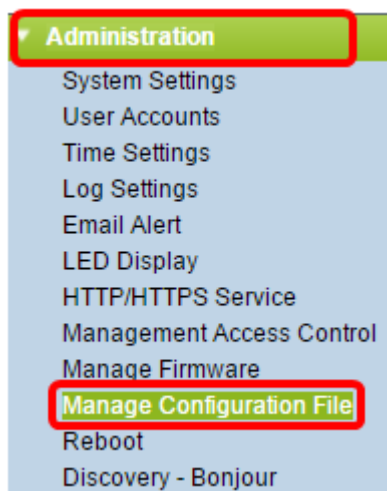 Administration
System Settings
User Accounts
Time Settings
Log Settings
Email Alert
LED Display
HTTP/HTTPS Service
Management Access Control
Manage Firmware
Manage Configuration File
Reboot
Discovery - Bonjour